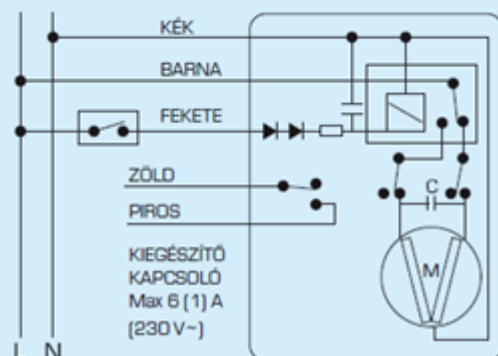 KÉK
BARNA
FEKETE
ZÖLD
PIROS
KIEGÉSZÍTŐ
KAPCSOLÓ
Max 6 (1) A
(230 V~)
C
M
L N